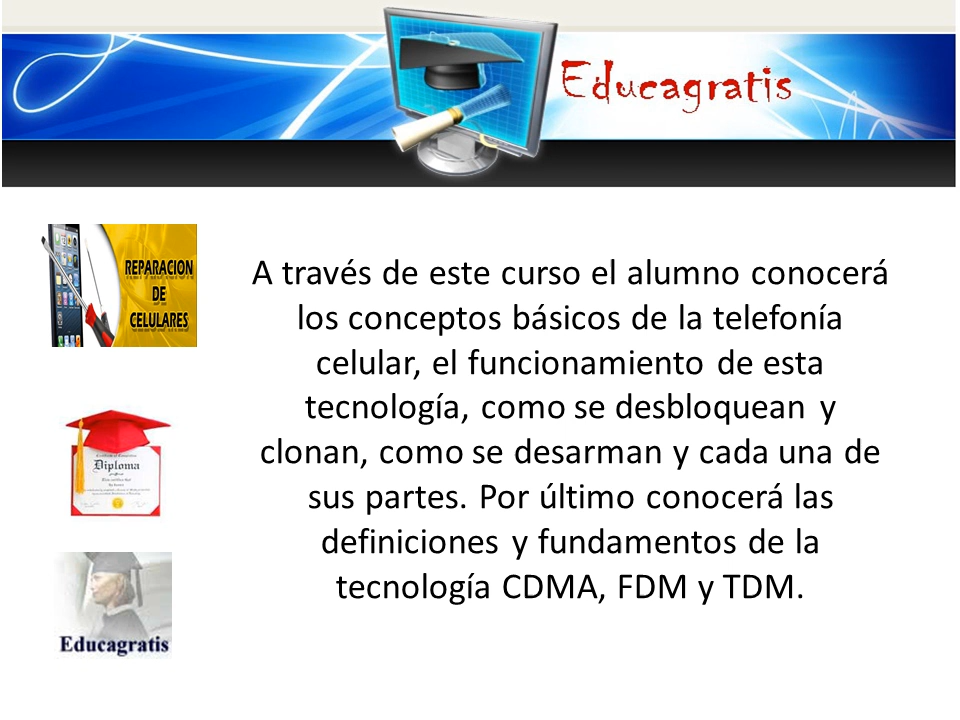 Educagratis
REPARACION
DE
CELULARES
A través de este curso el alumno conocerá
los conceptos básicos de la telefonía
celular, el funcionamiento de esta
tecnología, como se desbloquean y
clonan, como se desarman y cada una de
sus partes. Por último conocerá las
definiciones y fundamentos de la
tecnología CDMA, FDM y TDM.
Diploma
Educagratis